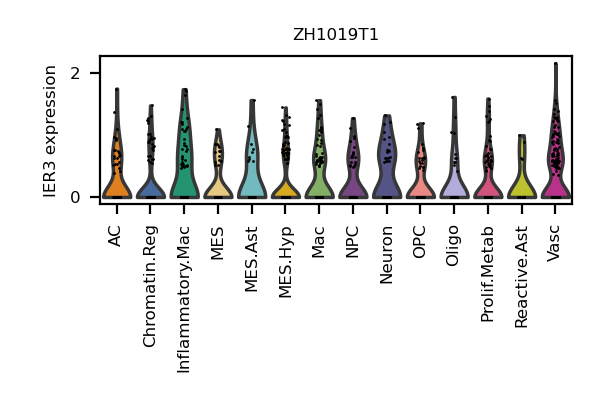 ZH1019T1
IER3 expression
2
0
AC
Chromatin.Reg
Inflammatory.Mac
MES
MES.Ast
MES.Hyp
Mac
NPC
Neuron
OPC
Oligo
Prolif.Metab
Reactive.Ast
Vasc